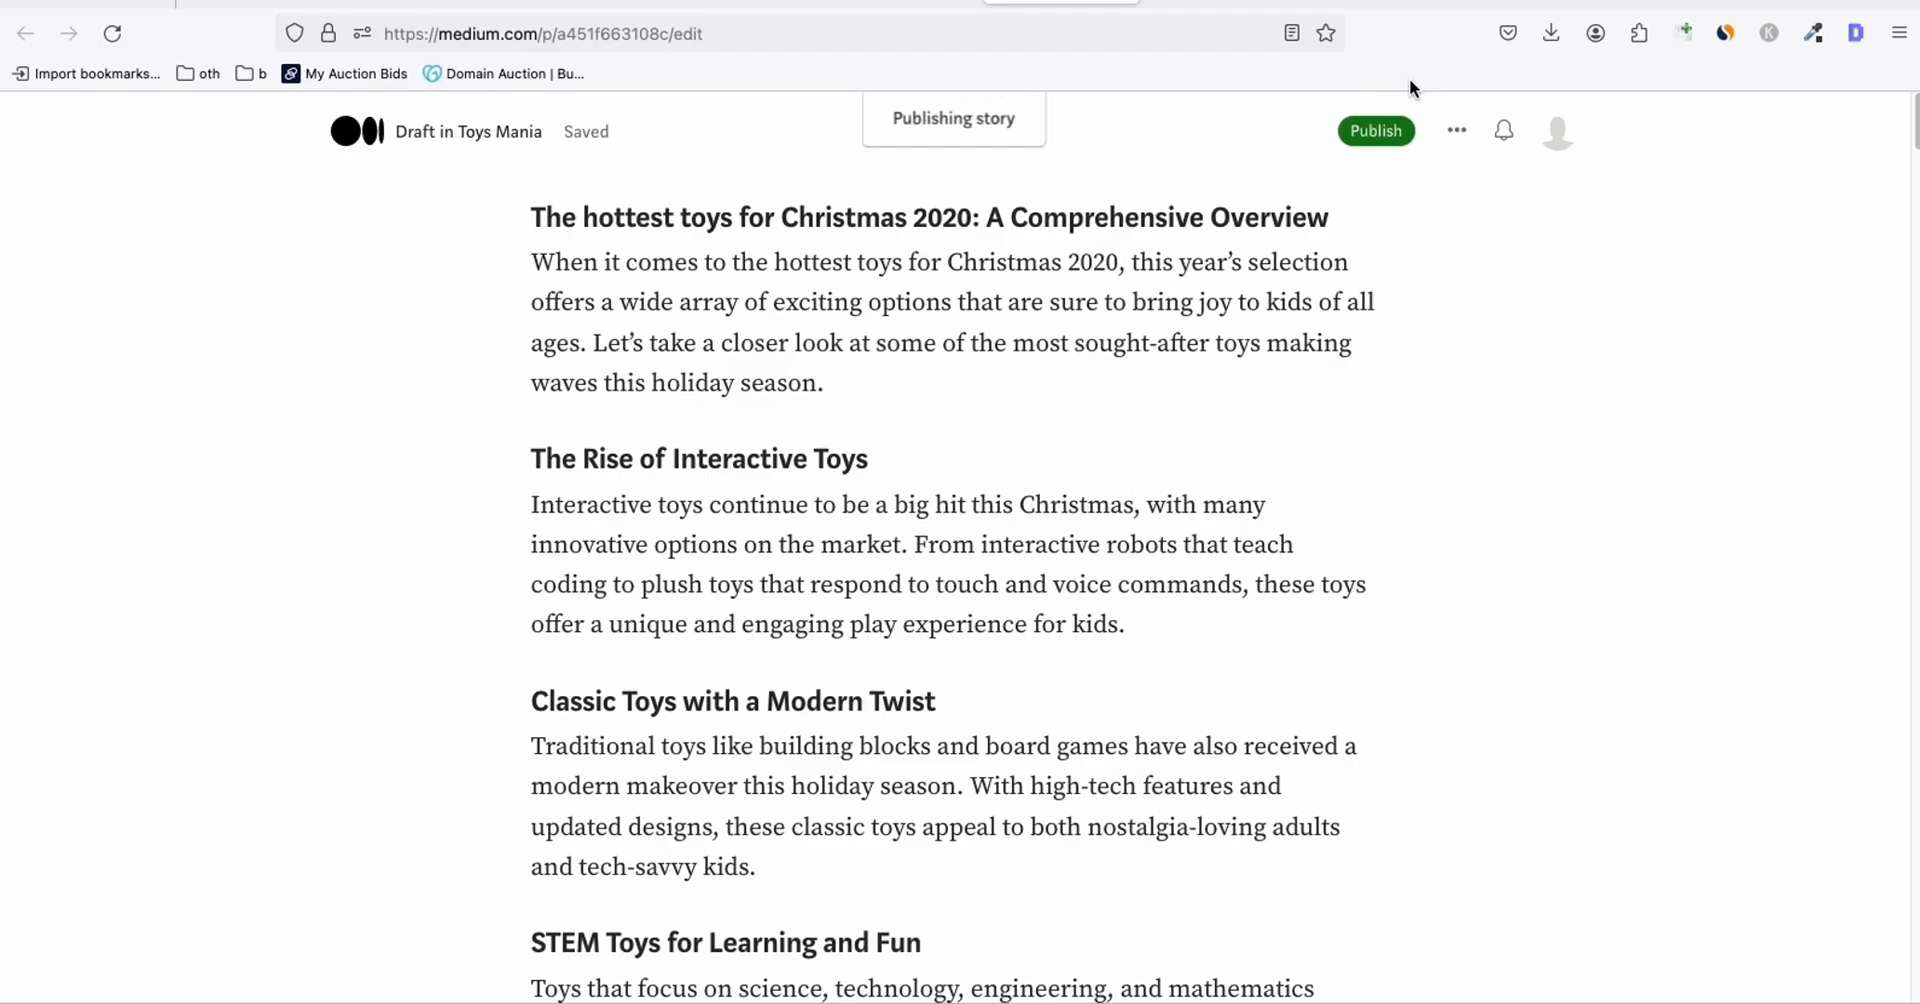 https://medium.com/p/a451f663108c/edit
Import bookmarks... oth b My Auction Bids Domain Auction | Bu...
Publishing story
Draft in Toys Mania Saved Publish
The hottest toys for Christmas 2020: A Comprehensive Overview
When it comes to the hottest toys for Christmas 2020, this year’s selection
offers a wide array of exciting options that are sure to bring joy to kids of all
ages. Let’s take a closer look at some of the most sought-after toys making
waves this holiday season.
The Rise of Interactive Toys
Interactive toys continue to be a big hit this Christmas, with many
innovative options on the market. From interactive robots that teach
coding to plush toys that respond to touch and voice commands, these toys
offer a unique and engaging play experience for kids.
Classic Toys with a Modern Twist
Traditional toys like building blocks and board games have also received a
modern makeover this holiday season. With high-tech features and
updated designs, these classic toys appeal to both nostalgia-loving adults
and tech-savvy kids.
STEM Toys for Learning and Fun
Toys that focus on science, technology, engineering, and mathematics